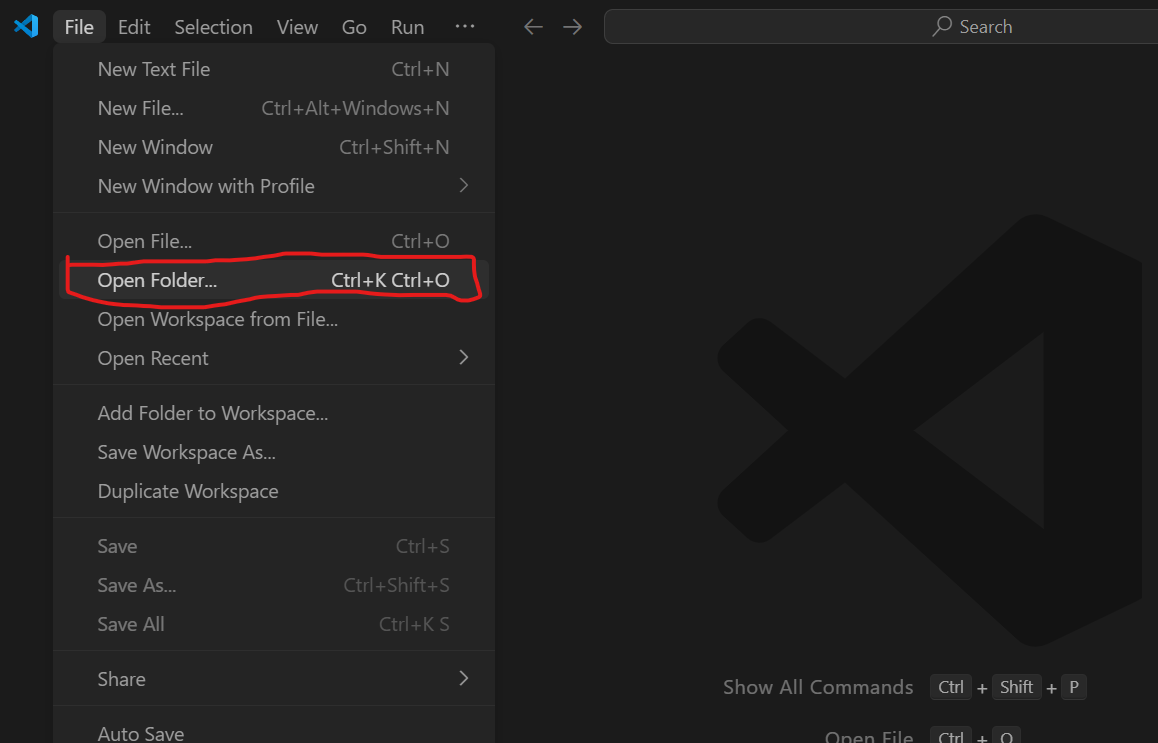 File Edit Selection View Go Run ··· ← → Search
New Text File Ctrl+N
New File... Ctrl+Alt+Windows+N
New Window Ctrl+Shift+N
New Window with Profile
Open File... Ctrl+O
Open Folder... Ctrl+K Ctrl+O
Open Workspace from File...
Open Recent
Add Folder to Workspace...
Save Workspace As...
Duplicate Workspace
Save Ctrl+S
Save As... Ctrl+Shift+S
Save All Ctrl+K S
Share
Show All Commands Ctrl + Shift + P
Auto Save
Open File Ctrl + O